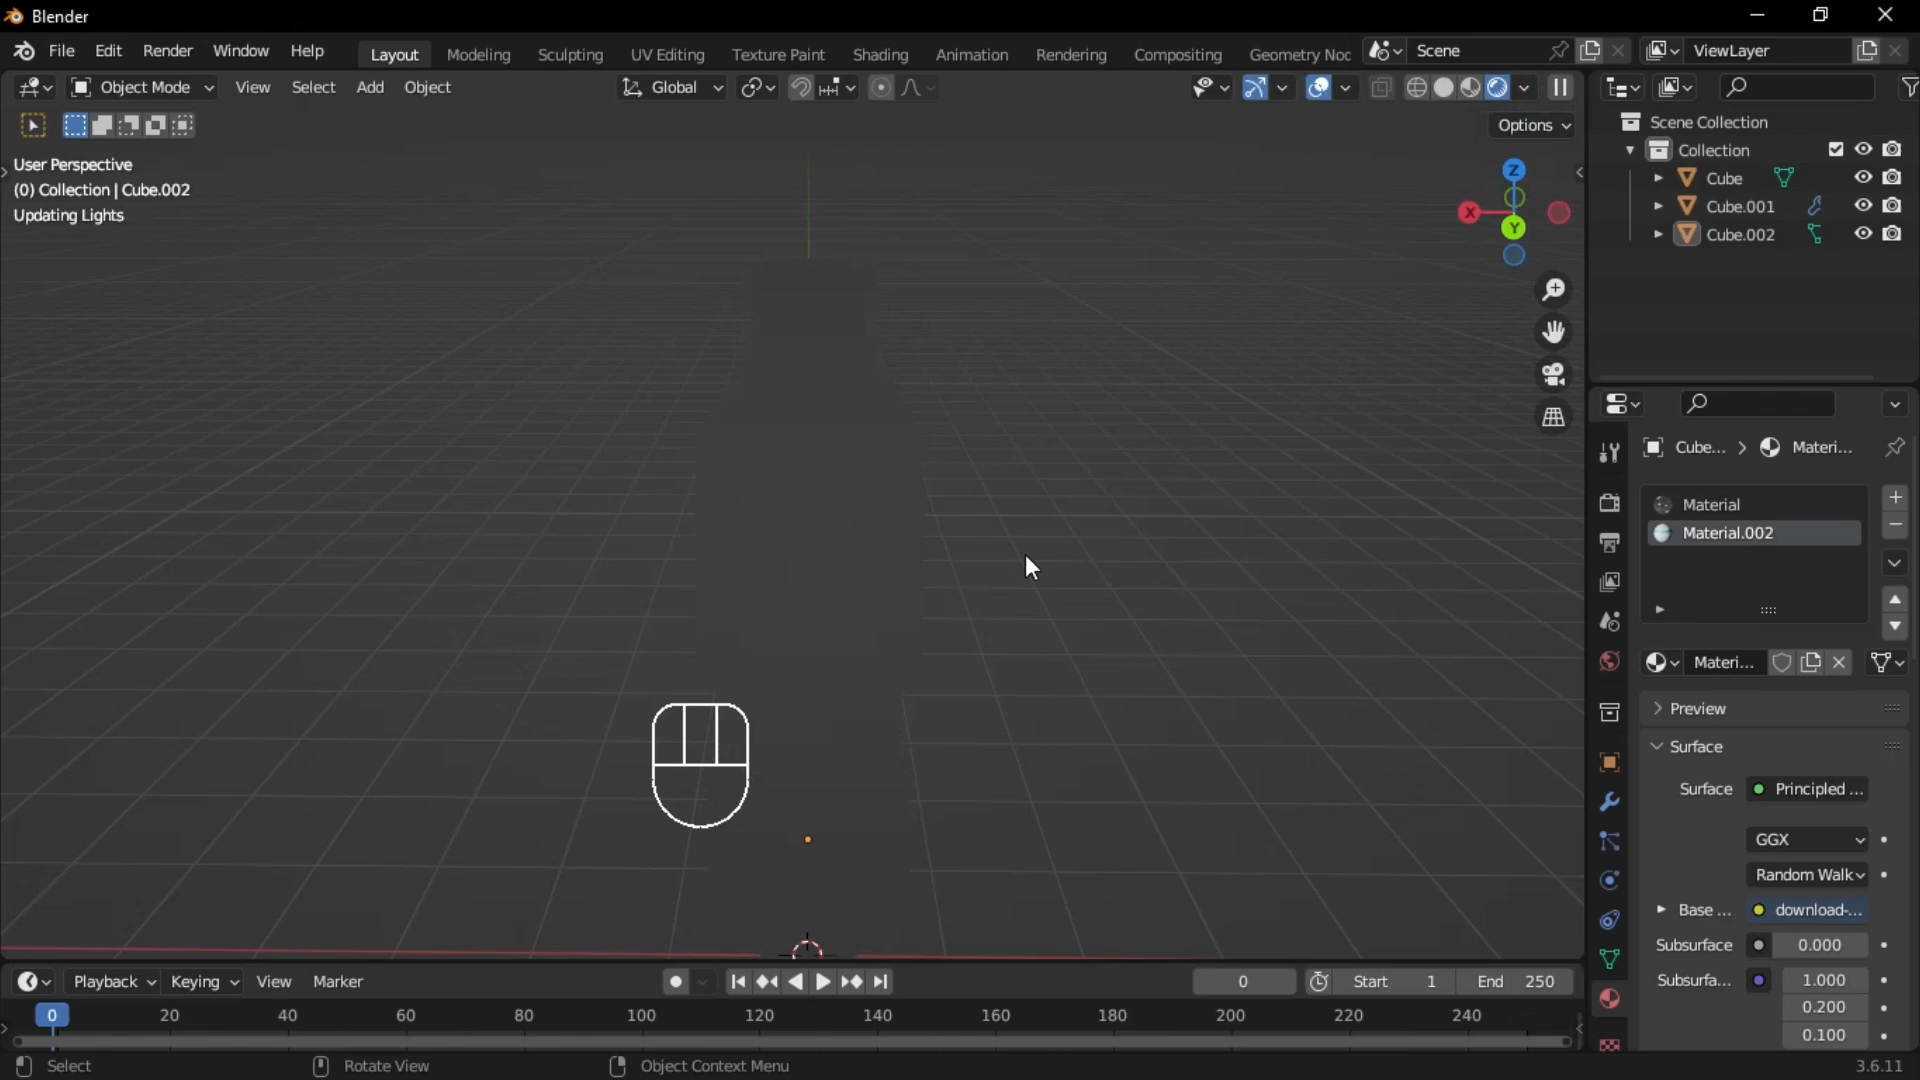 Blender
File Edit Render Window Help Layout Modeling Sculpting UV Editing Texture Paint Shading Animation Rendering Compositing Geometry Noc Scene ViewLayer
Object Mode View Select Add Object Global
Options
User Perspective
(0) Collection | Cube.002
Updating Lights
Z
X
Y
Scene Collection
Collection
Cube
Cube.001
Cube.002
Cube... > Materi...
Material
Material.002
Materi...
Preview
Surface
Surface Principled ...
GGX
Random Walk
Base ... download-...
Subsurface 0.000
Subsurfa... 1.000
0.200
0.100
Playback Keying View Marker 0 Start 1 End 250
0 20 40 60 80 100 120 140 160 180 200 220 240
Select Rotate View Object Context Menu 3.6.11